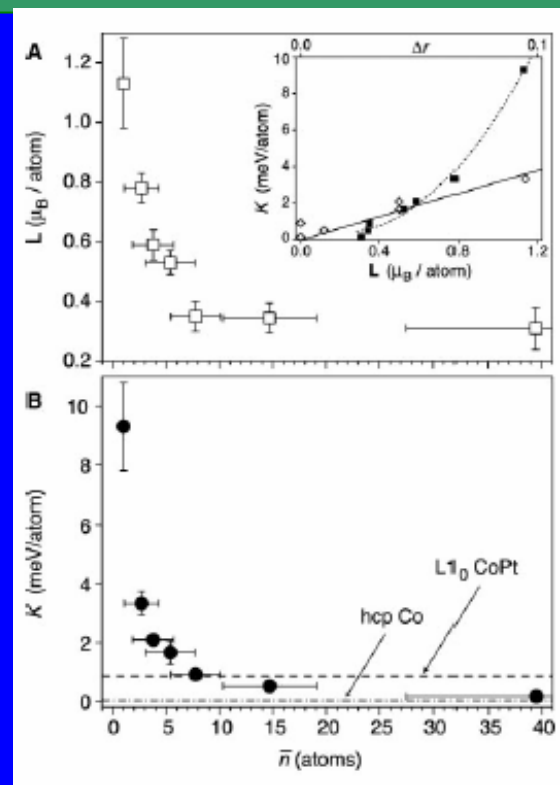 A
L (μB / atom)
1.2
1.0
0.8
0.6
0.4
0.2
0.0 Δr 0.1
K (meV/atom)
10
8
6
4
2
0
0.4 0.8 1.2
L (μB / atom)
B
K (meV/atom)
10
8
6
4
2
0
L1₀ CoPt
hcp Co
0 5 10 15 20 25 30 35 40
n̅ (atoms)